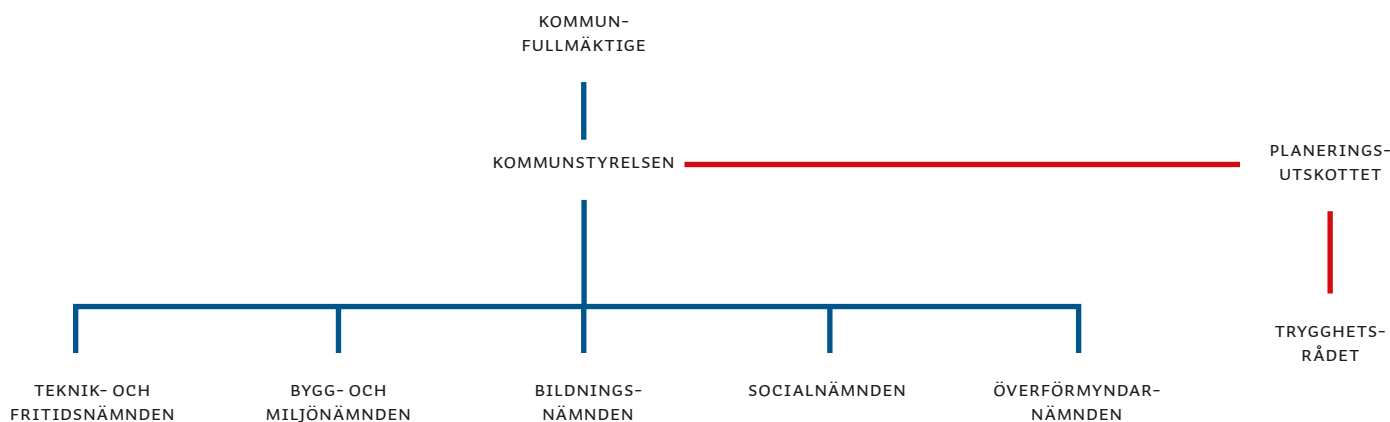 KOMMUN-
FULLMÄKTIGE
KOMMUNSTYRELSEN
PLANERINGS-
UTSKOTTET
TRYGGHETS-
RÅDET
TEKNIK- OCH
FRITIDSNÄMNDEN
BYGG- OCH
MILJÖNÄMNDEN
BILDNINGS-
NÄMNDEN
SOCIALNÄMNDEN
ÖVERFÖRMYNDAR-
NÄMNDEN